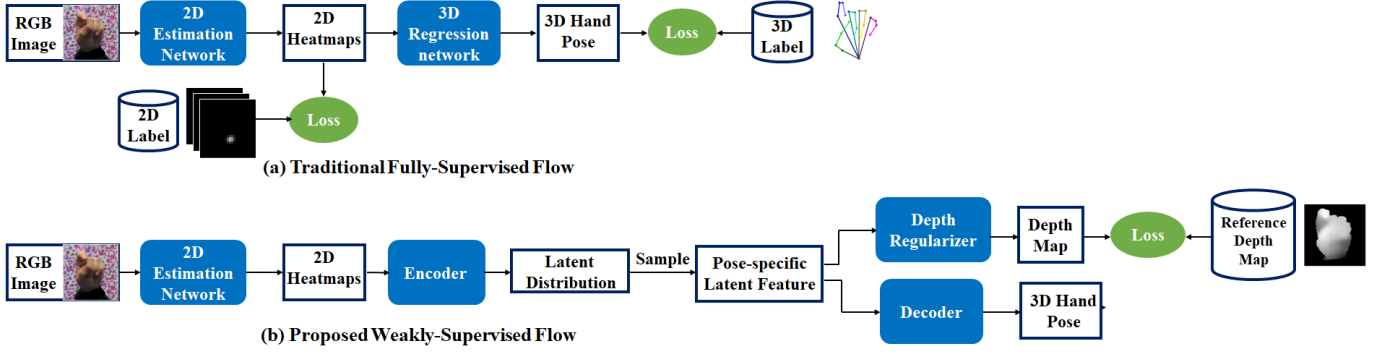 RGB
Image
2D
Estimation
Network
2D
Heatmaps
3D
Regression
network
3D Hand
Pose
Loss
3D
Label
2D
Label
Loss
(a) Traditional Fully-Supervised Flow
RGB
Image
2D
Estimation
Network
2D
Heatmaps
Encoder
Latent
Distribution
Sample
Pose-specific
Latent Feature
Depth
Regularizer
Depth
Map
Loss
Reference
Depth
Map
Decoder
3D Hand
Pose
(b) Proposed Weakly-Supervised Flow